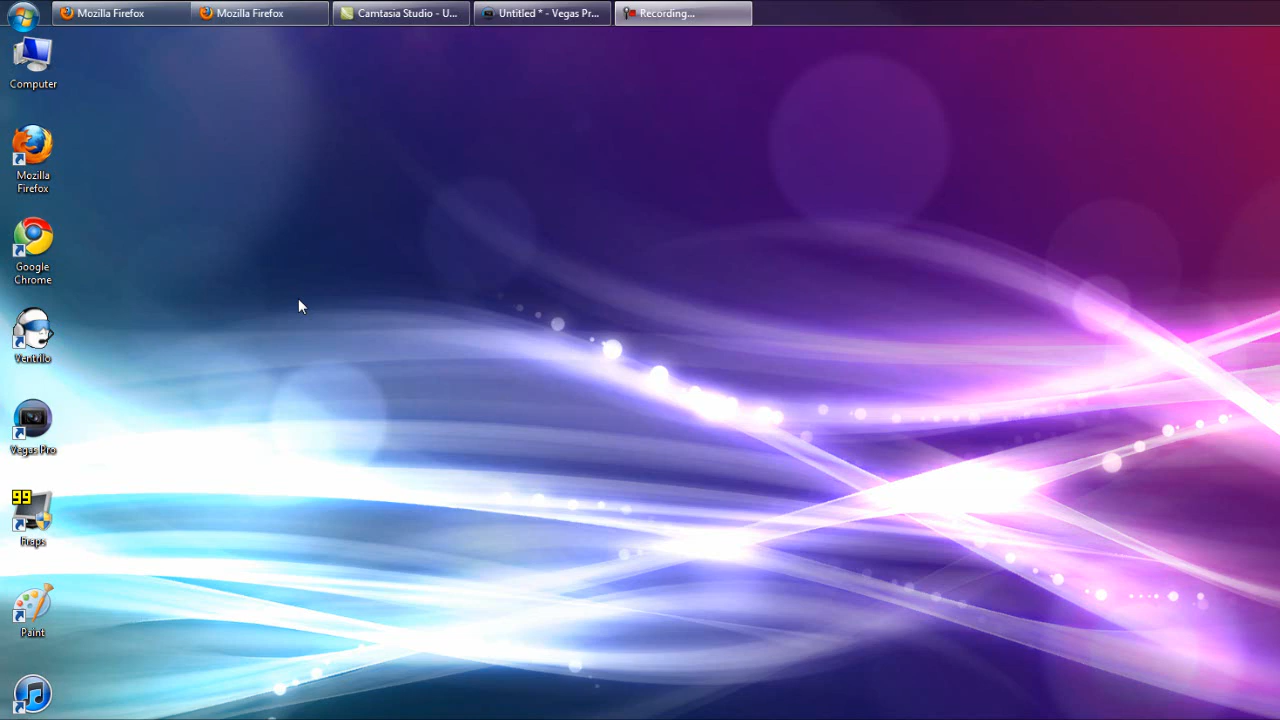 Mozilla Firefox
Mozilla Firefox
Camtasia Studio - U...
Untitled * - Vegas Pr...
Recording...
Computer
Mozilla
Firefox
Google
Chrome
Ventrilo
Vegas Pro
99
Fraps
Paint